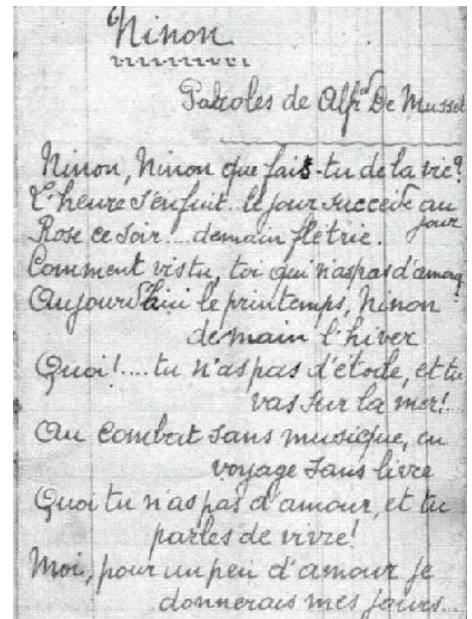 Ninon
Paroles de Alfred De Musset
Ninon, Ninon que fais-tu de la vie?
L'heure s'enfuit.. le jour succède au
jour
Rose ce soir.... demain flétrie.
Comment vis tu, toi qui n'as pas d'amour?
Aujourd'hui le printemps, Ninon
demain l'hiver
Quoi!.... tu n'as pas d'étoile, et tu
vas sur la mer!..
Au combat sans musique, en
voyage sans livre
Quoi tu n'as pas d'amour, et tu
parles de vivre!
Moi, pour un peu d'amour je
donnerais mes jours...